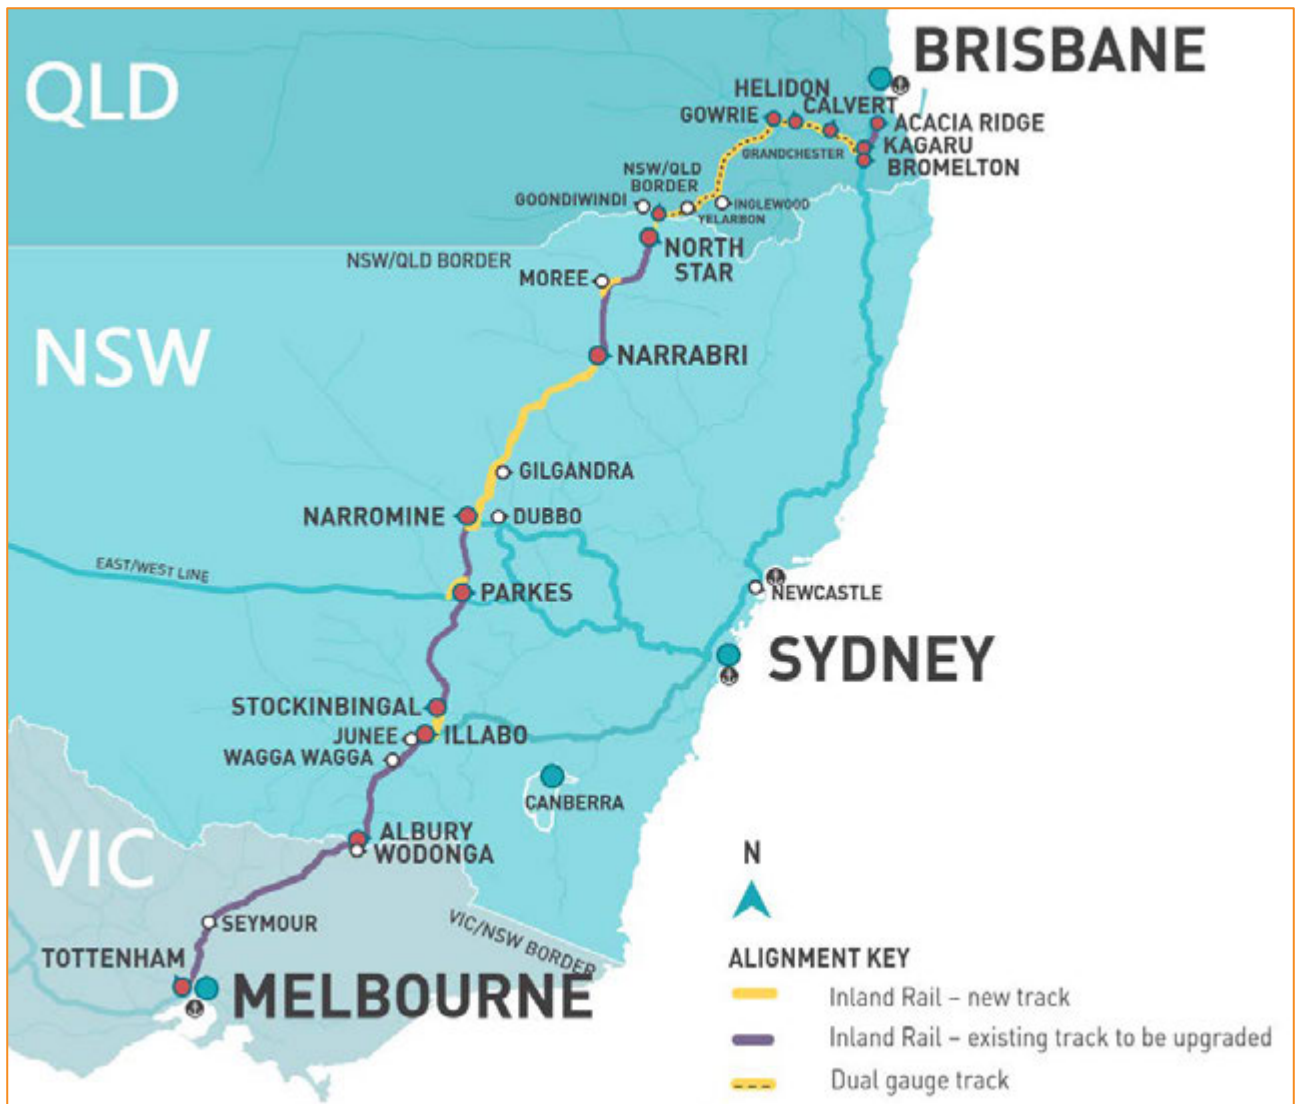 BRISBANE
QLD
HELIDON
CALVERT
GOWRIE
ACACIA RIDGE
KAGARU
GRANDCHESTER
BROMELTON
NSW/QLD
BORDER
GOONDIWINDI
INGLEWOOD
YELARBON
NORTH
STAR
NSW/QLD BORDER
MOREE
NSW
NARRABRI
GILGANDRA
NARROMINE
DUBBO
EAST/WEST LINE
PARKES
NEWCASTLE
SYDNEY
STOCKINBINGAL
JUNEE
ILLABO
WAGGA WAGGA
CANBERRA
VIC
ALBURY
WODONGA
N
SEYMOUR
VIC/NSW BORDER
TOTTENHAM
MELBOURNE
ALIGNMENT KEY
Inland Rail – new track
Inland Rail – existing track to be upgraded
Dual gauge track